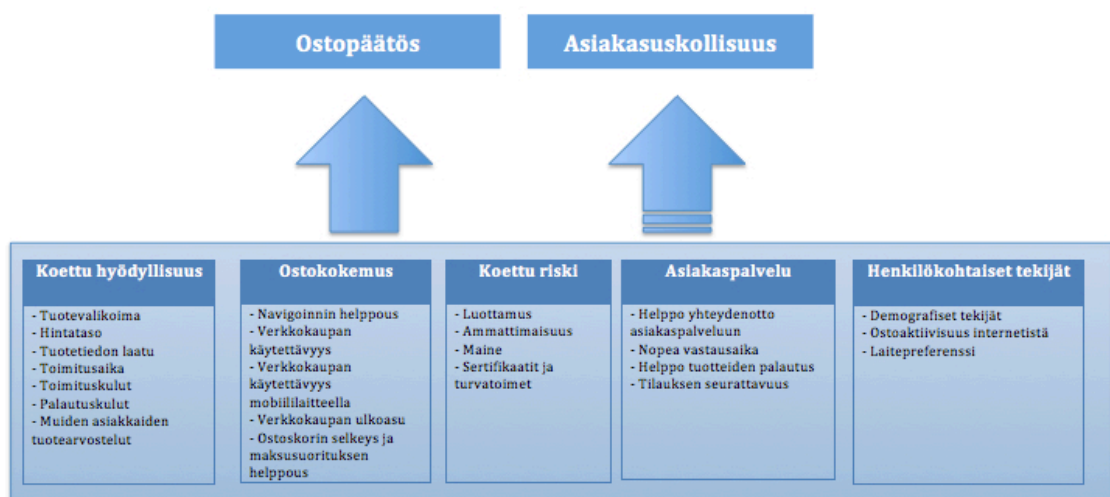 Ostopäätös
Asiakasuskollisuus
Koettu hyödyllisuus
- Tuotevalikoima
- Hintataso
- Tuotetiedon laatu
- Toimitusaika
- Toimituskulut
- Palautuskulut
- Muiden asiakkaiden
tuotearvostelut
Ostokokemus
- Navigoinnin helppous
- Verkkokaupan
käytettävyys
- Verkkokaupan
käytettävyys
mobiililaitteella
- Verkkokaupan ulkoasu
- Ostoskorin selkeys ja
maksusuorituksen
helppous
Koettu riski
- Luottamus
- Ammattimaisuus
- Maine
- Sertifikaatit ja
turvatoimet
Asiakaspalvelu
- Helppo yhteydenotto
asiakaspalveluun
- Nopea vastausaika
- Helppo tuotteiden palautus
- Tilauksen seurattavuus
Henkilökohtaiset tekijät
- Demografiset tekijät
- Ostoaktiivisuus internetistä
- Laitepreferenssi